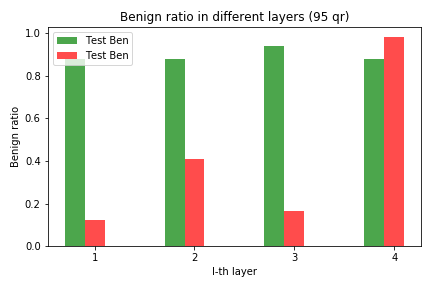 Benign ratio in different layers (95 qr)
Test Ben
Test Ben
Benign ratio
1.0
0.8
0.6
0.4
0.2
0.0
1 2 3 4
l-th layer